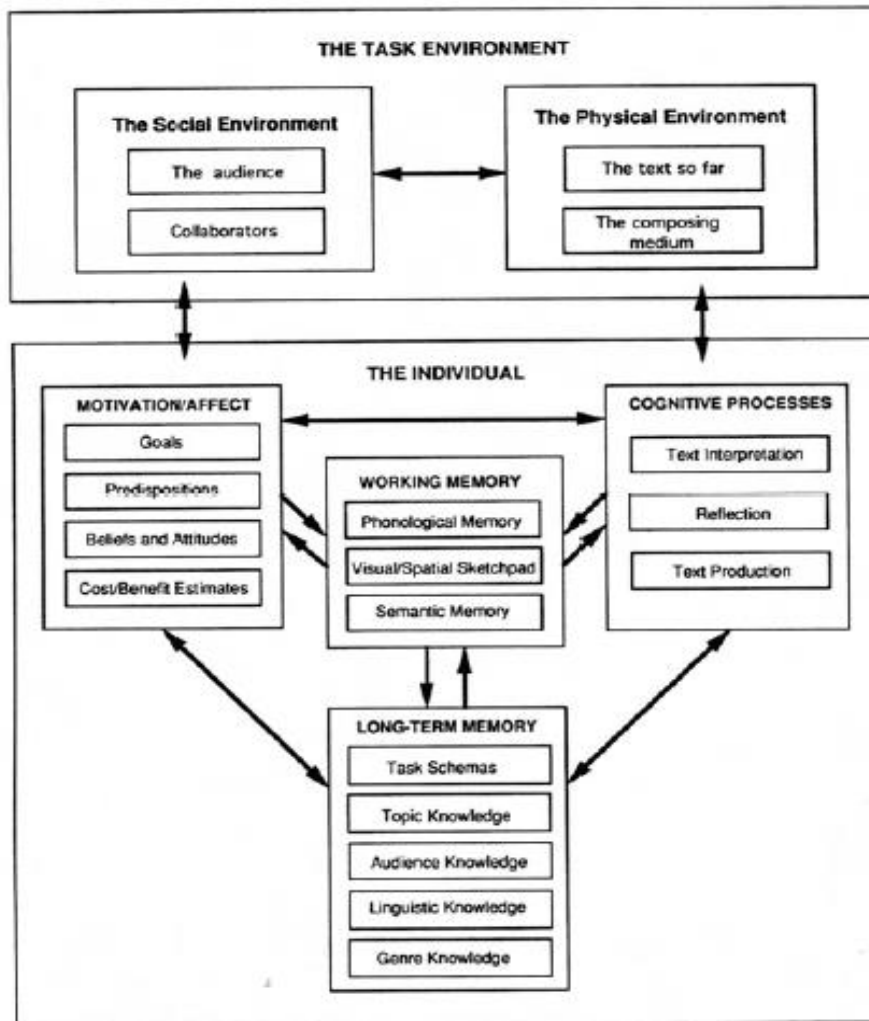 THE TASK ENVIRONMENT
The Social Environment
The audience
Collaborators
The Physical Environment
The text so far
The composing
medium
THE INDIVIDUAL
MOTIVATION/AFFECT
Goals
Predispositions
Beliefs and Attitudes
Cost/Benefit Estimates
WORKING MEMORY
Phonological Memory
Visual/Spatial Sketchpad
Semantic Memory
COGNITIVE PROCESSES
Text Interpretation
Reflection
Text Production
LONG-TERM MEMORY
Task Schemas
Topic Knowledge
Audience Knowledge
Linguistic Knowledge
Genre Knowledge